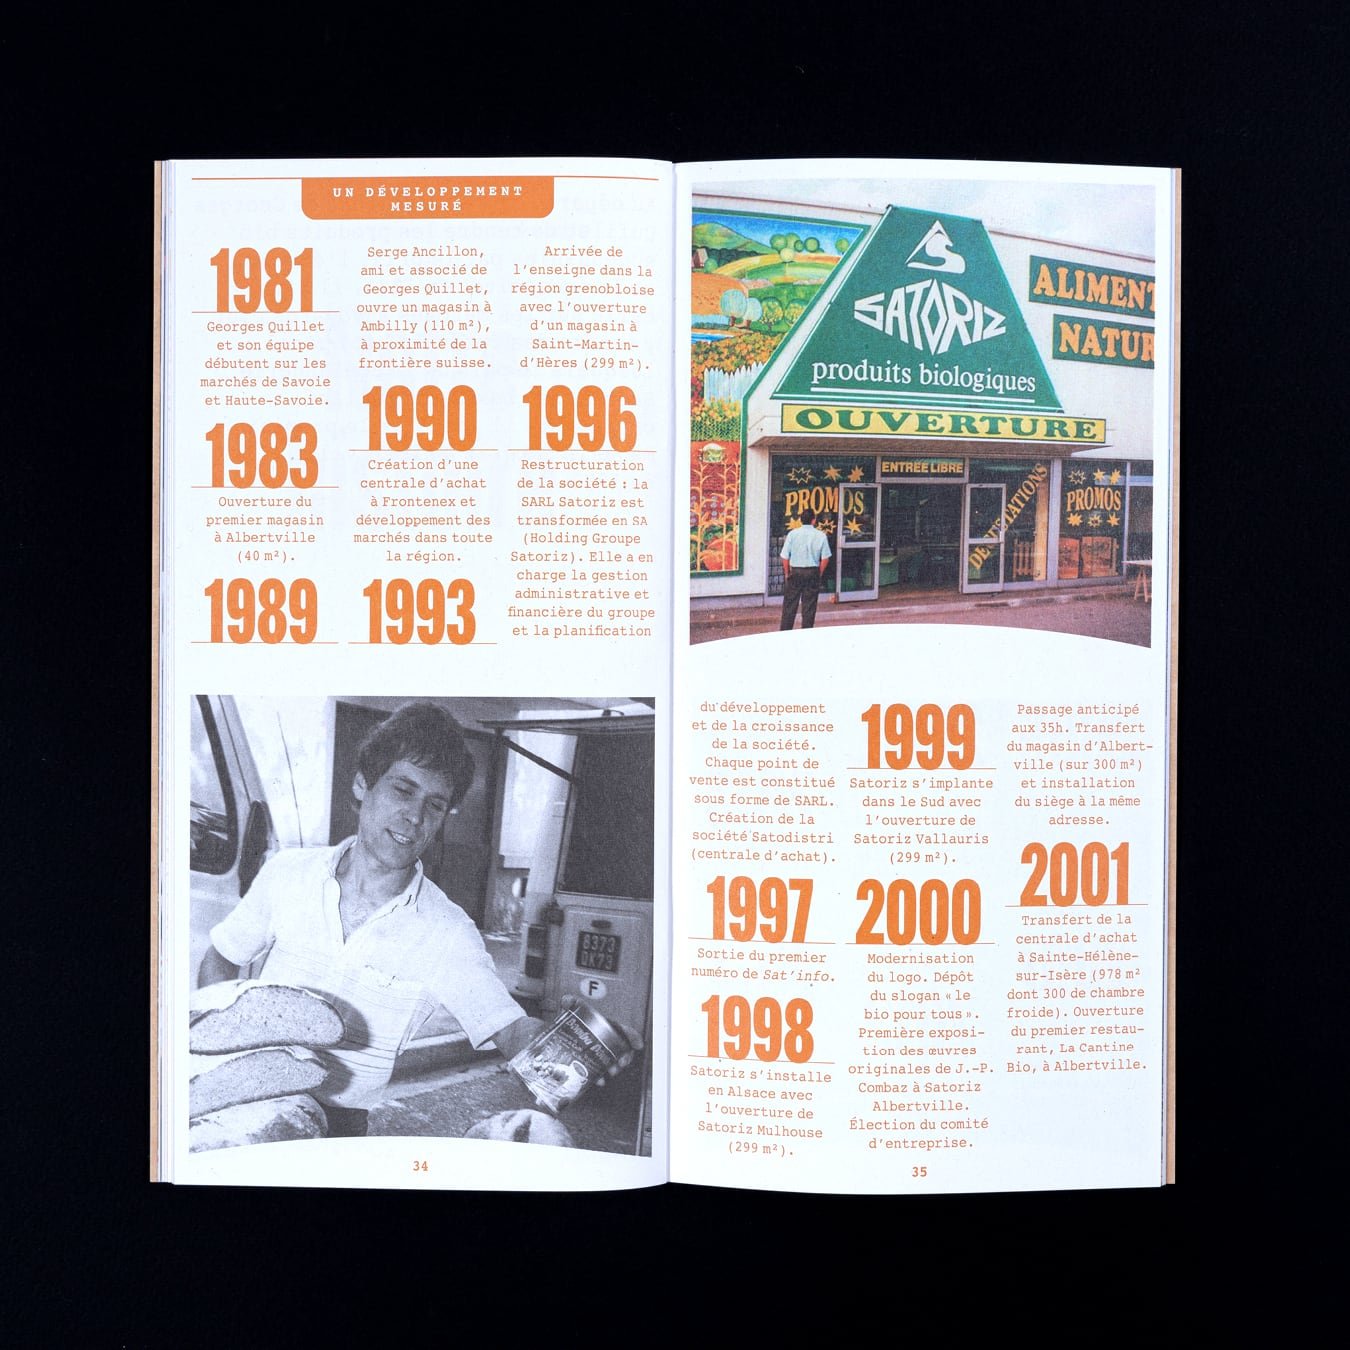 UN DÉVELOPPEMENT
MESURÉ
1981
Georges Quillet
et son équipe
débutent sur les
marchés de Savoie
et Haute-Savoie.
1983
Ouverture du
premier magasin
à Albertville
(40 m²).
1989
Serge Ancillon,
ami et associé de
Georges Quillet,
ouvre un magasin à
Ambilly (110 m²),
à proximité de la
frontière suisse.
1990
Création d’une
centrale d’achat
à Frontenex et
développement des
marchés dans toute
la région.
1993
Arrivée de
l’enseigne dans la
région grenobloise
avec l’ouverture
d’un magasin à
Saint-Martin-
d’Hères (299 m²).
1996
Restructuration
de la société : la
SARL Satoriz est
transformée en SA
(Holding Groupe
Satoriz). Elle a en
charge la gestion
administrative et
financière du groupe
et la planification
8373
QK73
F
34
SATORIZ
produits biologiques
ALIMENT
NATUR
OUVERTURE
ENTRÉE LIBRE
PROMOS
PROMOS
du développement
et de la croissance
de la société.
Chaque point de
vente est constitué
sous forme de SARL.
Création de la
société Satodistri
(centrale d’achat).
1997
Sortie du premier
numéro de Sat’info.
1998
Satoriz s’installe
en Alsace avec
l’ouverture de
Satoriz Mulhouse
(299 m²).
1999
Satoriz s’implante
dans le Sud avec
l’ouverture de
Satoriz Vallauris
(299 m²).
2000
Modernisation
du logo. Dépôt
du slogan « le
bio pour tous ».
Première exposi-
tion des œuvres
originales de J.-P.
Combaz à Satoriz
Albertville.
Élection du comité
d’entreprise.
Passage anticipé
aux 35h. Transfert
du magasin d’Albert-
ville (sur 300 m²)
et installation
du siège à la même
adresse.
2001
Transfert de la
centrale d’achat
à Sainte-Hélène-
sur-Isère (978 m²
dont 300 de chambre
froide). Ouverture
du premier restau-
rant, La Cantine
Bio, à Albertville.
35